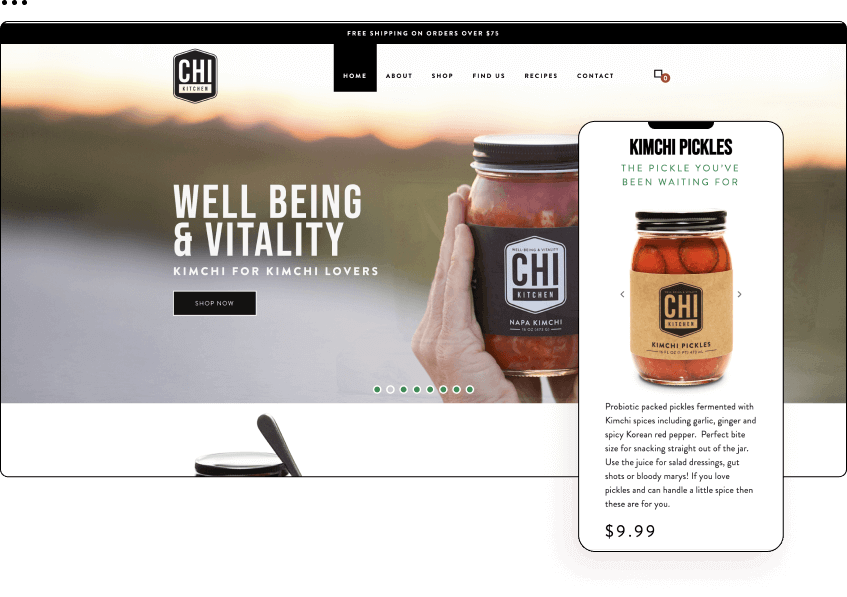 FREE SHIPPING ON ORDERS OVER $75
CHI
KITCHEN
HOME ABOUT SHOP FIND US RECIPES CONTACT
0
WELL BEING
& VITALITY
KIMCHI FOR KIMCHI LOVERS
SHOP NOW
WELL BEING & VITALITY
CHI
KITCHEN
NAPA KIMCHI
KIMCHI PICKLES
THE PICKLE YOU'VE
BEEN WAITING FOR
CHI
KITCHEN
KIMCHI PICKLES
Probiotic packed pickles fermented with
Kimchi spices including garlic, ginger and
spicy Korean red pepper. Perfect bite
size for snacking straight out of the jar.
Use the juice for salad dressings, gut
shots or bloody marys! If you love
pickles and can handle a little spice then
these are for you.
$9.99